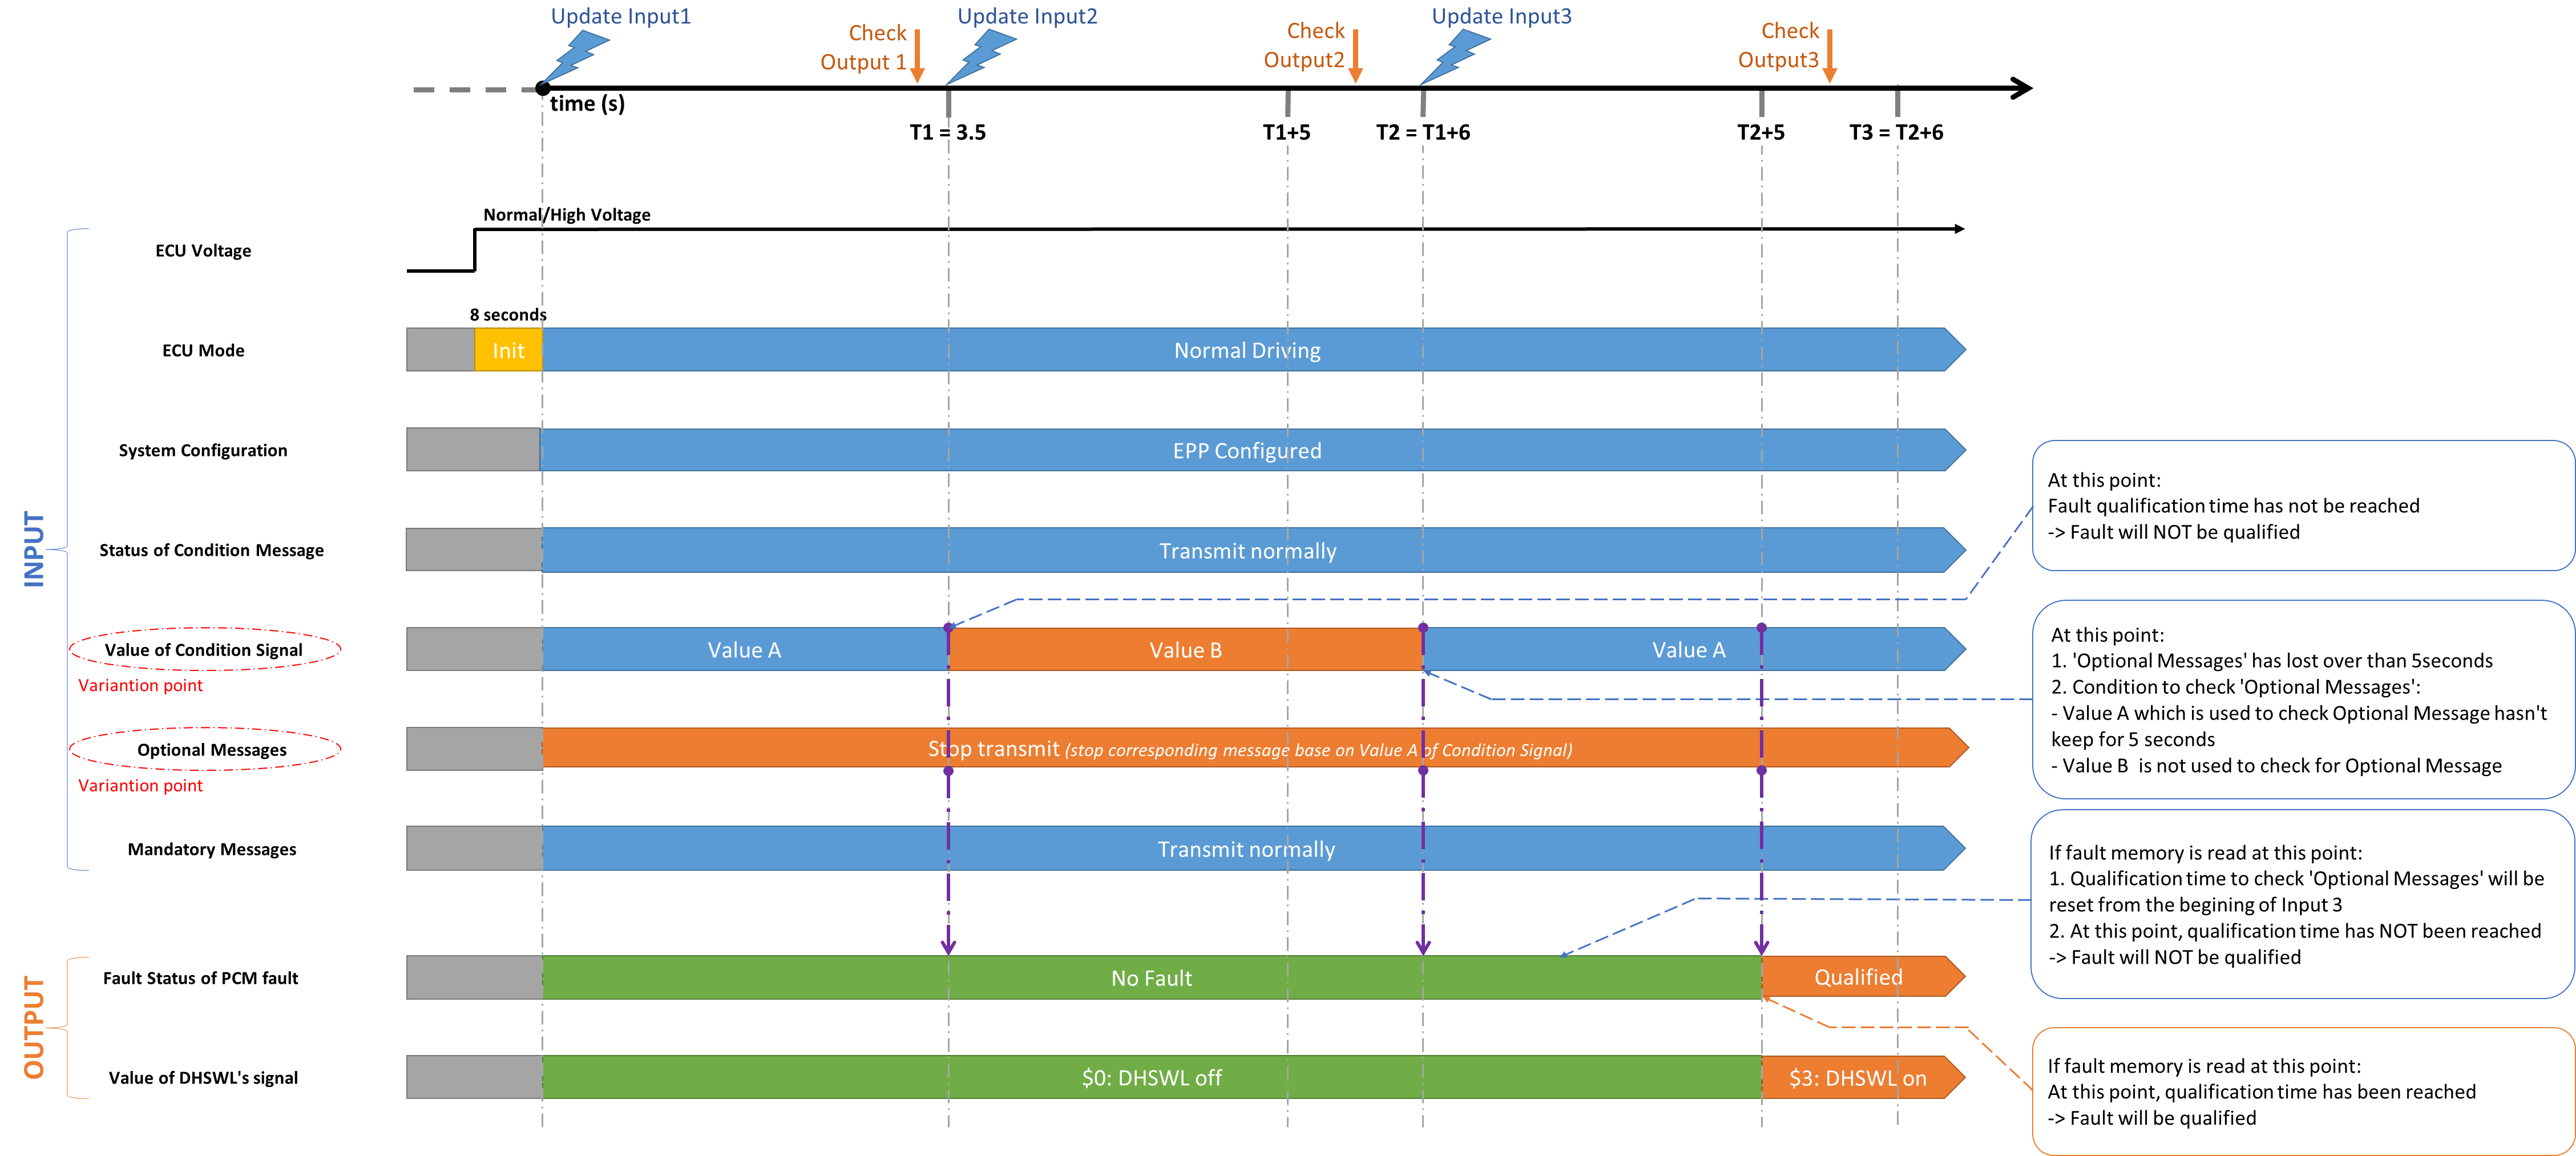 Update Input1
Update Input2
Update Input3
Check
Output 1
Check
Output2
Check
Output3
time (s)
T1 = 3.5
T1+5
T2 = T1+6
T2+5
T3 = T2+6
Normal/High Voltage
ECU Voltage
8 seconds
ECU Mode
Init
Normal Driving
System Configuration
EPP Configured
INPUT
Status of Condition Message
Transmit normally
Value of Condition Signal
Value A
Value B
Value A
Variantion point
Optional Messages
Stop transmit (stop corresponding message base on Value A of Condition Signal)
Variantion point
Mandatory Messages
Transmit normally
OUTPUT
Fault Status of PCM fault
No Fault
Qualified
Value of DHSWL's signal
$0: DHSWL off
$3: DHSWL on
At this point:
Fault qualification time has not be reached
-> Fault will NOT be qualified
At this point:
1. 'Optional Messages' has lost over than 5seconds
2. Condition to check 'Optional Messages':
- Value A which is used to check Optional Message hasn't
keep for 5 seconds
- Value B is not used to check for Optional Message
If fault memory is read at this point:
1. Qualification time to check 'Optional Messages' will be
reset from the begining of Input 3
2. At this point, qualification time has NOT been reached
-> Fault will NOT be qualified
If fault memory is read at this point:
At this point, qualification time has been reached
-> Fault will be qualified